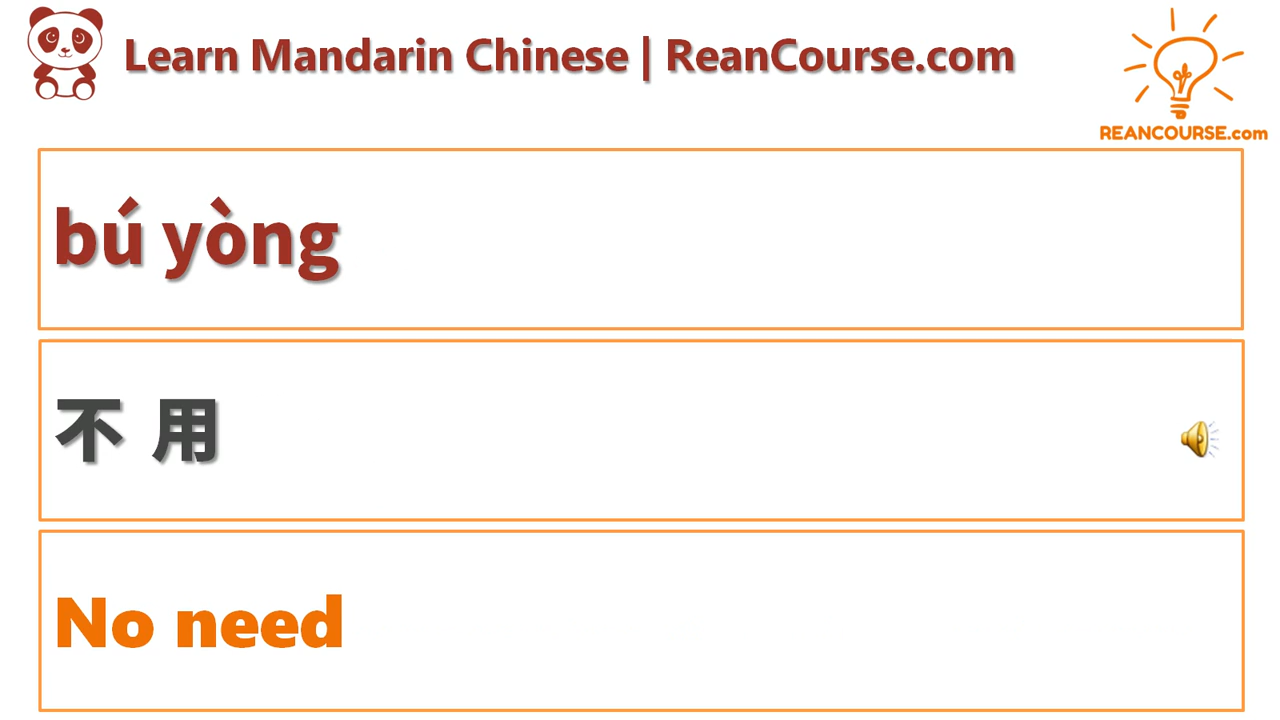 Learn Mandarin Chinese | ReanCourse.com
REANCOURSE.com
bú yòng
不 用
No need